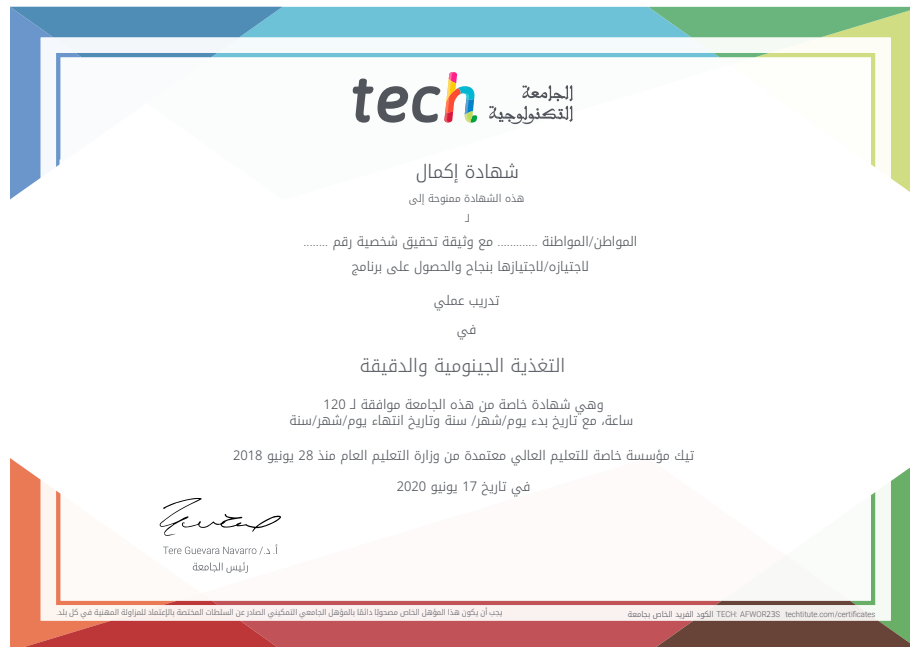 tech الجامعة
التكنولوجية
شهادة إكمال
هذه الشهادة ممنوحة إلى
لـ
المواطن/المواطنة ............ مع وثيقة تحقيق شخصية رقم ........
لاجتيازه/لاجتيازها بنجاح والحصول على برنامج
تدريب عملي
في
التغذية الجينومية والدقيقة
وهي شهادة خاصة من هذه الجامعة موافقة لـ 120
ساعة، مع تاريخ بدء يوم/شهر/ سنة وتاريخ انتهاء يوم/شهر/سنة
تيك مؤسسة خاصة للتعليم العالي معتمدة من وزارة التعليم العام منذ 28 يونيو 2018
في تاريخ 17 يونيو 2020
أ. د./ Tere Guevara Navarro
رئيس الجامعة
يجب أن يكون هذا المؤهل الخاص مصحوبًا دائمًا بالمؤهل الجامعي التمكيني الصادر عن السلطات المختصة بالإعتماد للمزاولة المهنية في كل بلد.
الكود الفريد الخاص بجامعة TECH: AFWOR23S techtitute.com/certificates